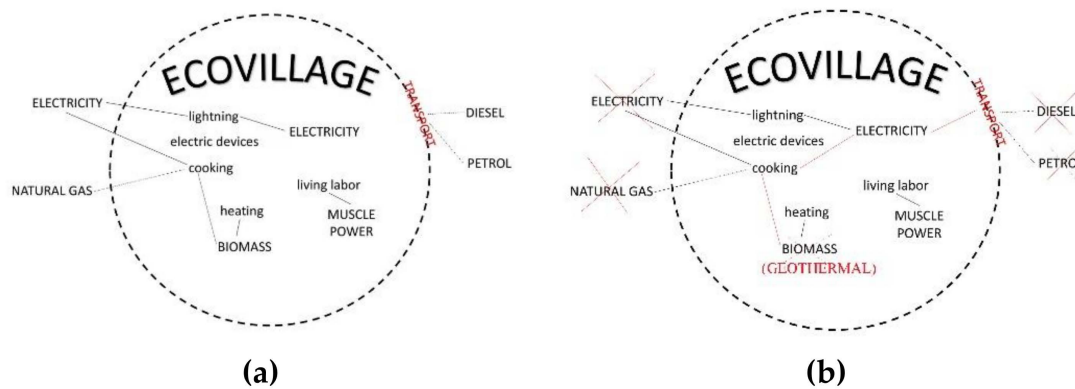 ECOVILLAGE
TRANSPORT
ELECTRICITY
lightning
ELECTRICITY
DIESEL
electric devices
cooking
PETROL
NATURAL GAS
living labor
heating
MUSCLE
POWER
BIOMASS
(a)
ECOVILLAGE
TRANSPORT
ELECTRICITY
lightning
ELECTRICITY
DIESEL
electric devices
cooking
PETRO
NATURAL GAS
living labor
heating
MUSCLE
POWER
BIOMASS
(GEOTHERMAL)
(b)